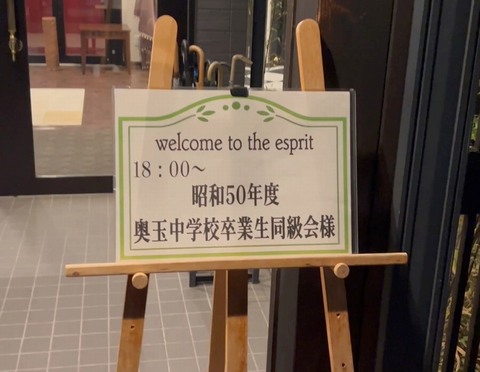 welcome to the esprit
18：00～
昭和50年度
奥玉中学校卒業生同級会様